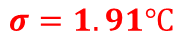 σ = 1.91℃